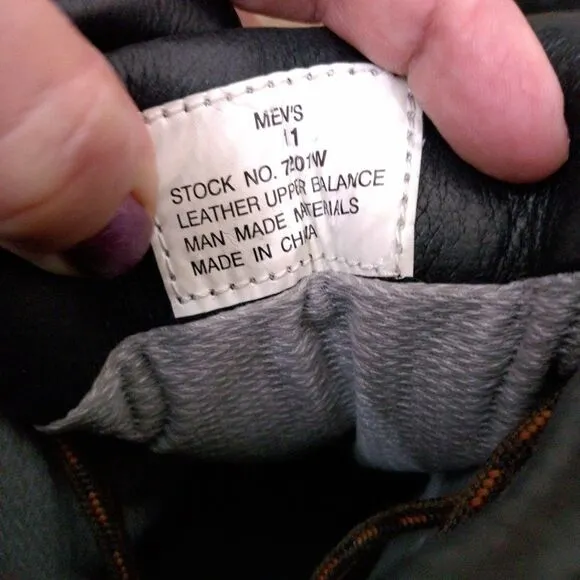 MEN'S
11
STOCK NO. 7201W
LEATHER UPPER BALANCE
MAN MADE MATERIALS
MADE IN CHINA